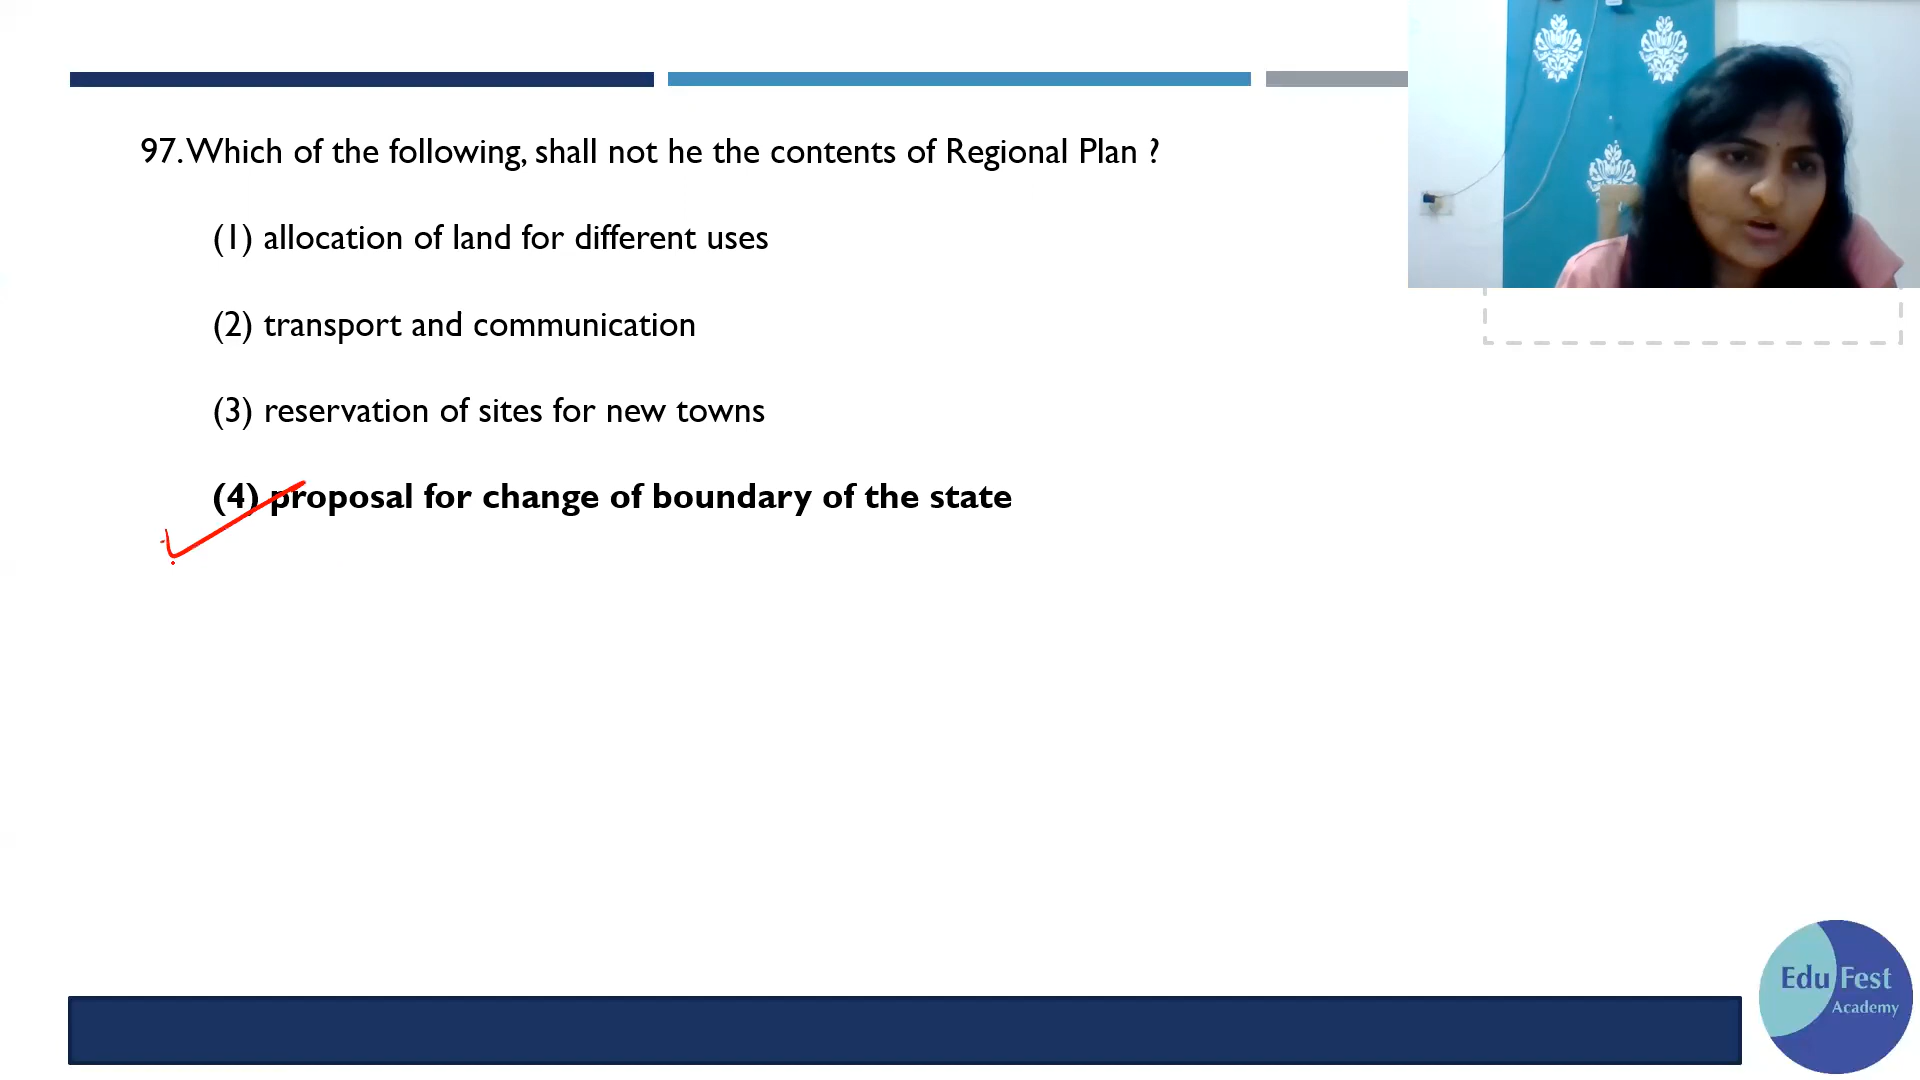 97. Which of the following, shall not he the contents of Regional Plan ?
(1) allocation of land for different uses
(2) transport and communication
(3) reservation of sites for new towns
(4) proposal for change of boundary of the state
Edu Fest
Academy